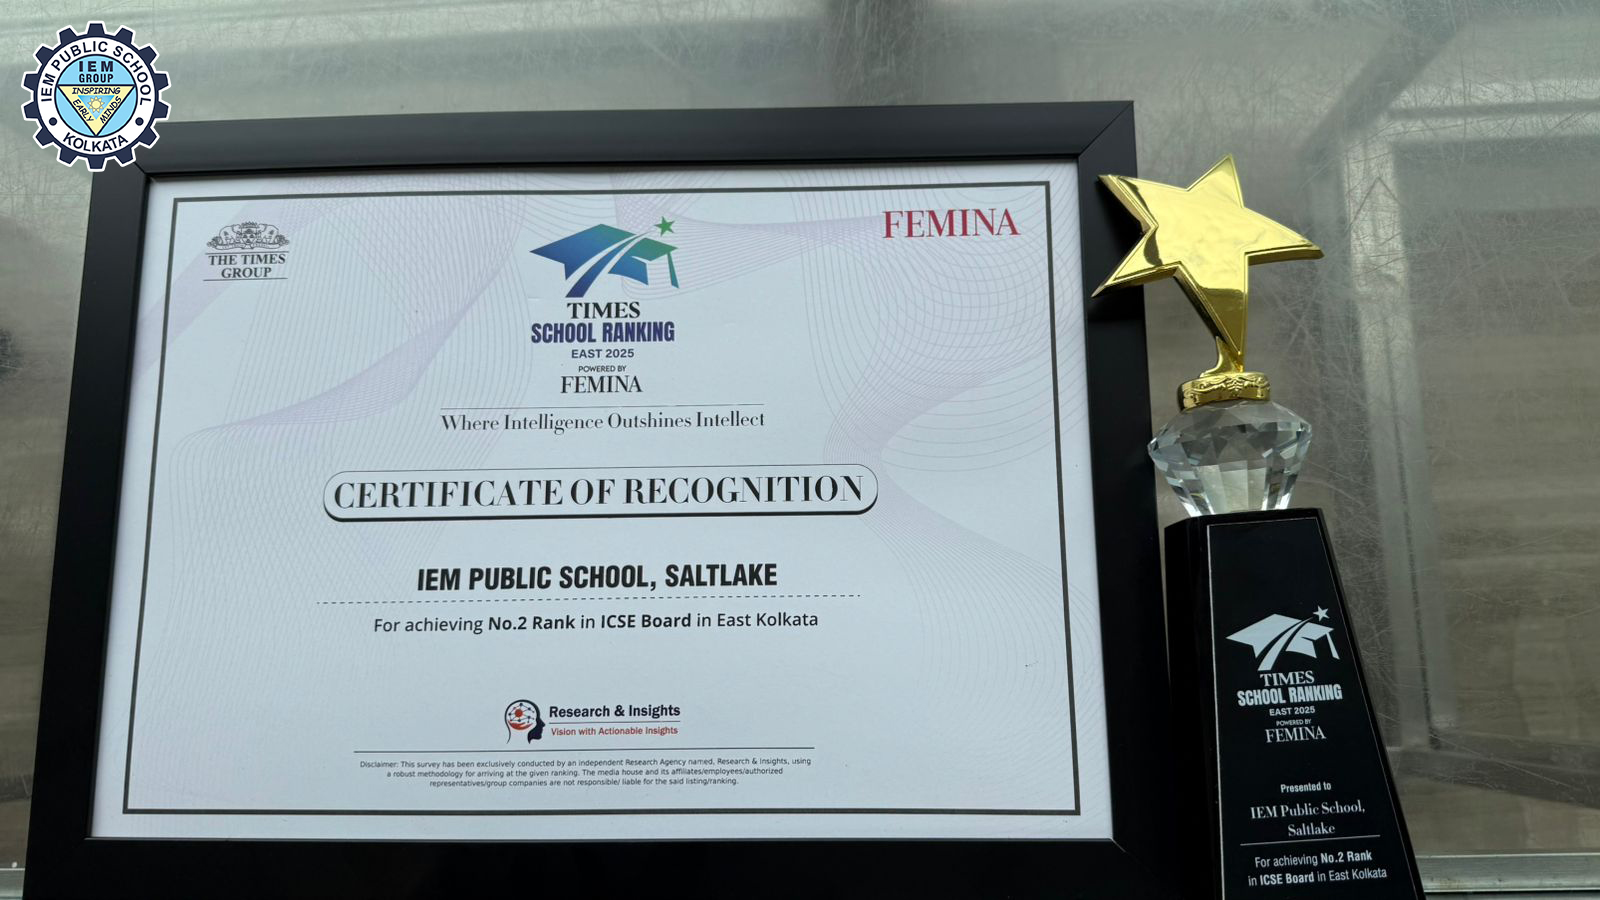 IEM PUBLIC SCHOOL
KOLKATA
IEM
GROUP
INSPIRING
EARLY MINDS
THE TIMES
GROUP
FEMINA
TIMES
SCHOOL RANKING
EAST 2025
POWERED BY
FEMINA
Where Intelligence Outshines Intellect
CERTIFICATE OF RECOGNITION
IEM PUBLIC SCHOOL, SALTLAKE
For achieving No.2 Rank in ICSE Board in East Kolkata
Research & Insights
Vision with Actionable Insights
Disclaimer: This survey has been exclusively conducted by an independent Research Agency named, Research & Insights, using
a robust methodology for arriving at the given ranking. The media house and its affiliates/employees/authorized
representatives/group companies are not responsible/ liable for the said listing/ranking.
TIMES
SCHOOL RANKING
EAST 2025
POWERED BY
FEMINA
Presented to
IEM Public School,
Saltlake
For achieving No.2 Rank
in ICSE Board in East Kolkata